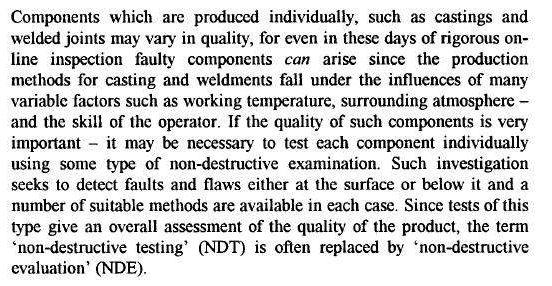 Components which are produced individually, such as castings and
welded joints may vary in quality, for even in these days of rigorous on-
line inspection faulty components can arise since the production
methods for casting and weldments fall under the influences of many
variable factors such as working temperature, surrounding atmosphere –
and the skill of the operator. If the quality of such components is very
important – it may be necessary to test each component individually
using some type of non-destructive examination. Such investigation
seeks to detect faults and flaws either at the surface or below it and a
number of suitable methods are available in each case. Since tests of this
type give an overall assessment of the quality of the product, the term
‘non-destructive testing’ (NDT) is often replaced by ‘non-destructive
evaluation’ (NDE).